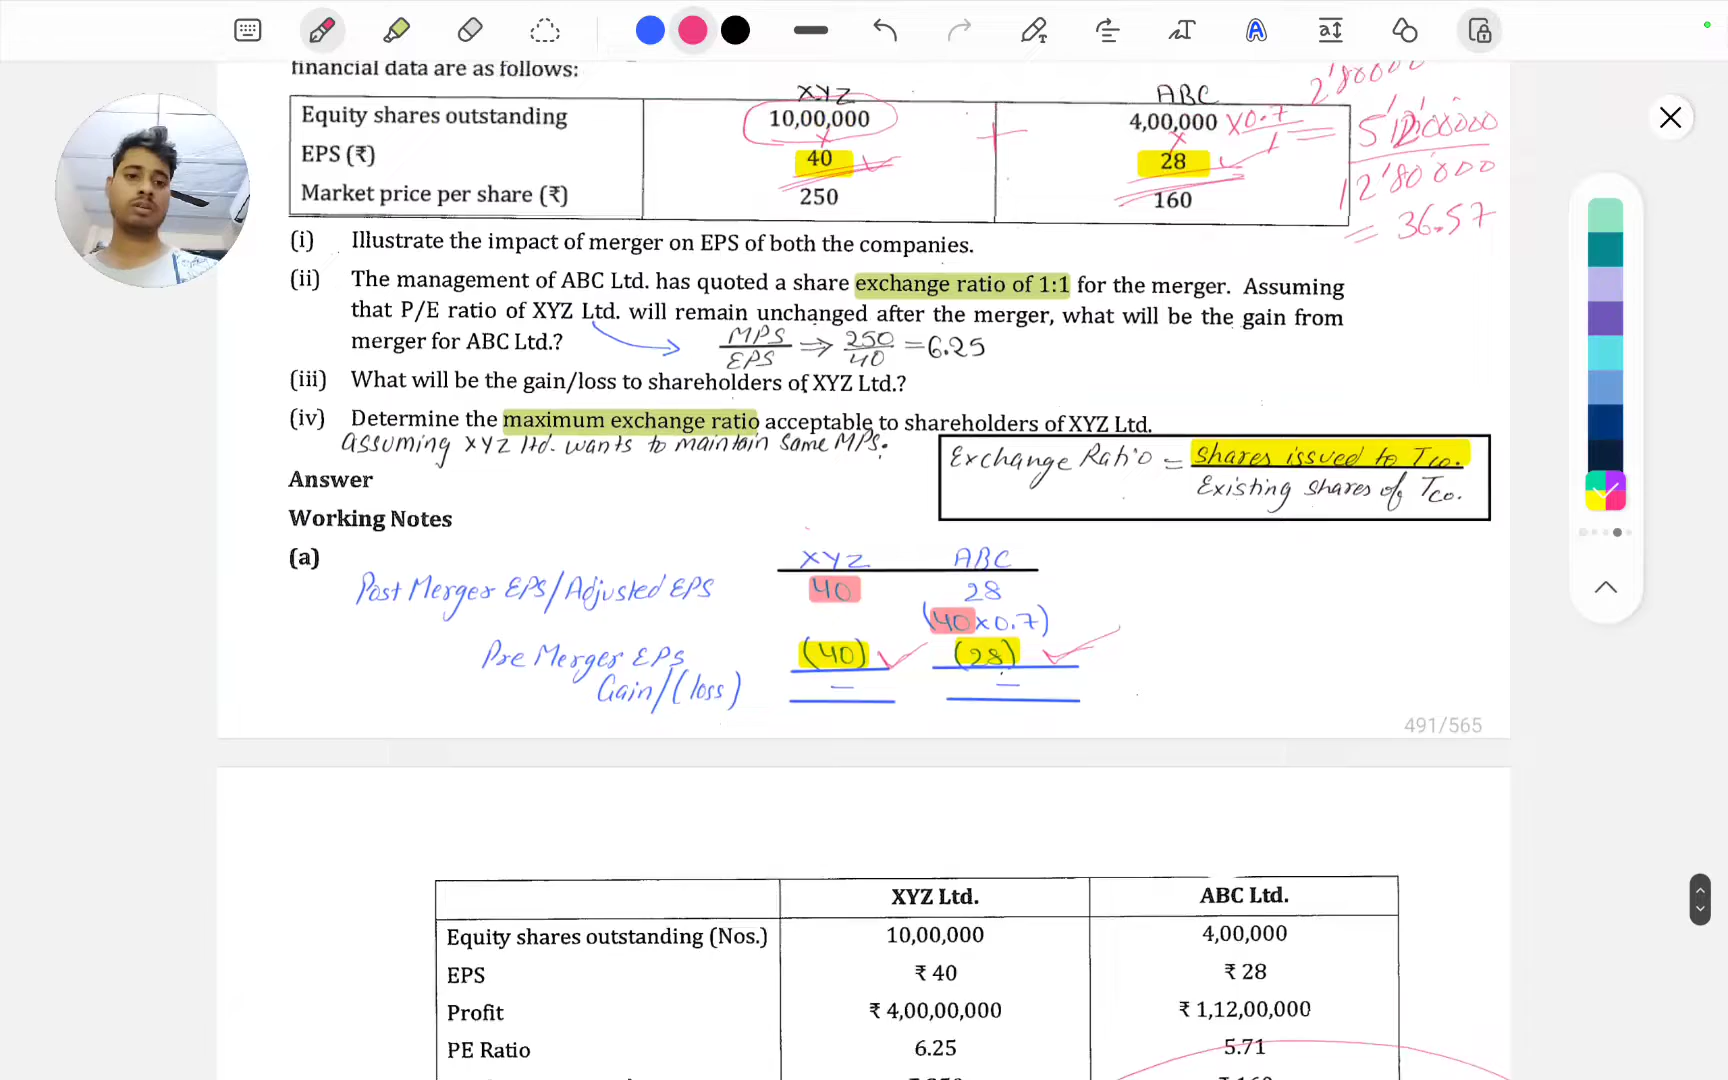 financial data are as follows:
XYZ ABC
2'80000
Equity shares outstanding 10,00,000 4,00,000 x0.7 =
x x 1
EPS (₹) 40 + 28
12'80'000
Market price per share (₹) 250 160
= 36.57
(i) Illustrate the impact of merger on EPS of both the companies.
(ii) The management of ABC Ltd. has quoted a share exchange ratio of 1:1 for the merger. Assuming
that P/E ratio of XYZ Ltd. will remain unchanged after the merger, what will be the gain from
merger for ABC Ltd.?
MPS/EPS ⇒ 250/40 = 6.25
(iii) What will be the gain/loss to shareholders of XYZ Ltd.?
(iv) Determine the maximum exchange ratio acceptable to shareholders of XYZ Ltd.
assuming XYZ ltd. wants to maintain same MPS.
Exchange Ratio = shares issued to Tco.
Existing shares of Tco.
Answer
Working Notes
(a)
XYZ ABC
Post Merger EPS/Adjusted EPS 40 28
(40x0.7)
Pre Merger EPS (40) (28)
Gain/(loss) – –
491/565
XYZ Ltd. ABC Ltd.
Equity shares outstanding (Nos.) 10,00,000 4,00,000
EPS ₹ 40 ₹ 28
Profit ₹ 4,00,00,000 ₹ 1,12,00,000
PE Ratio 6.25 5.71